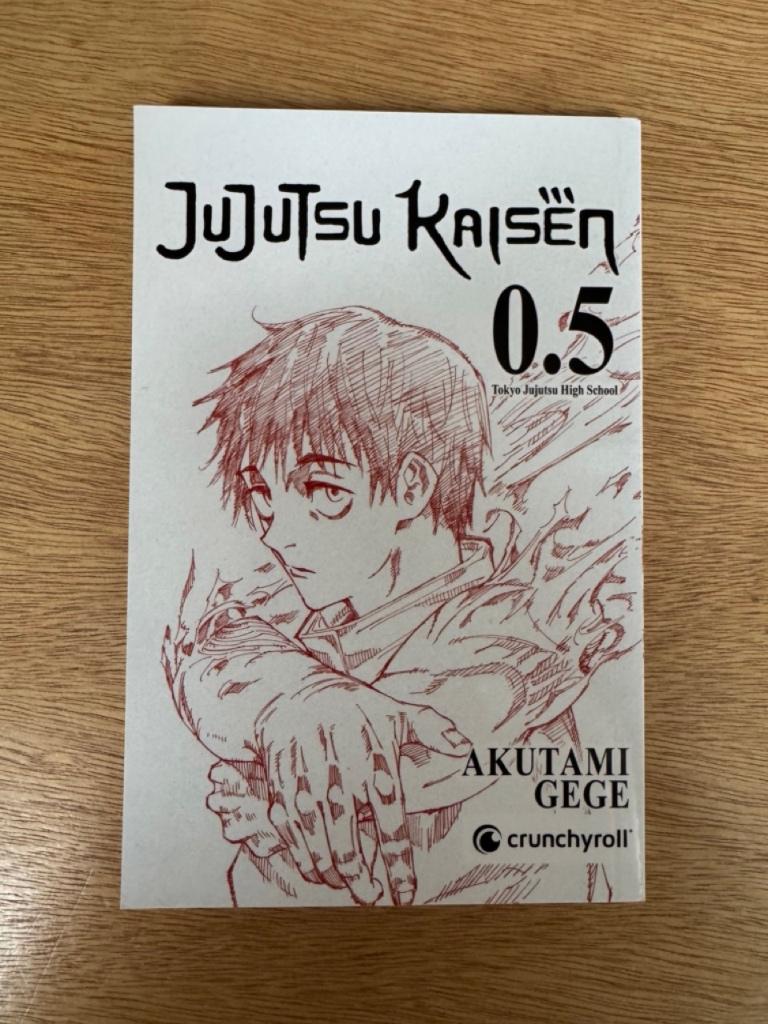 JUJUTSU KAISEN
0.5
Tokyo Jujutsu High School
AKUTAMI
GEGE
crunchyroll